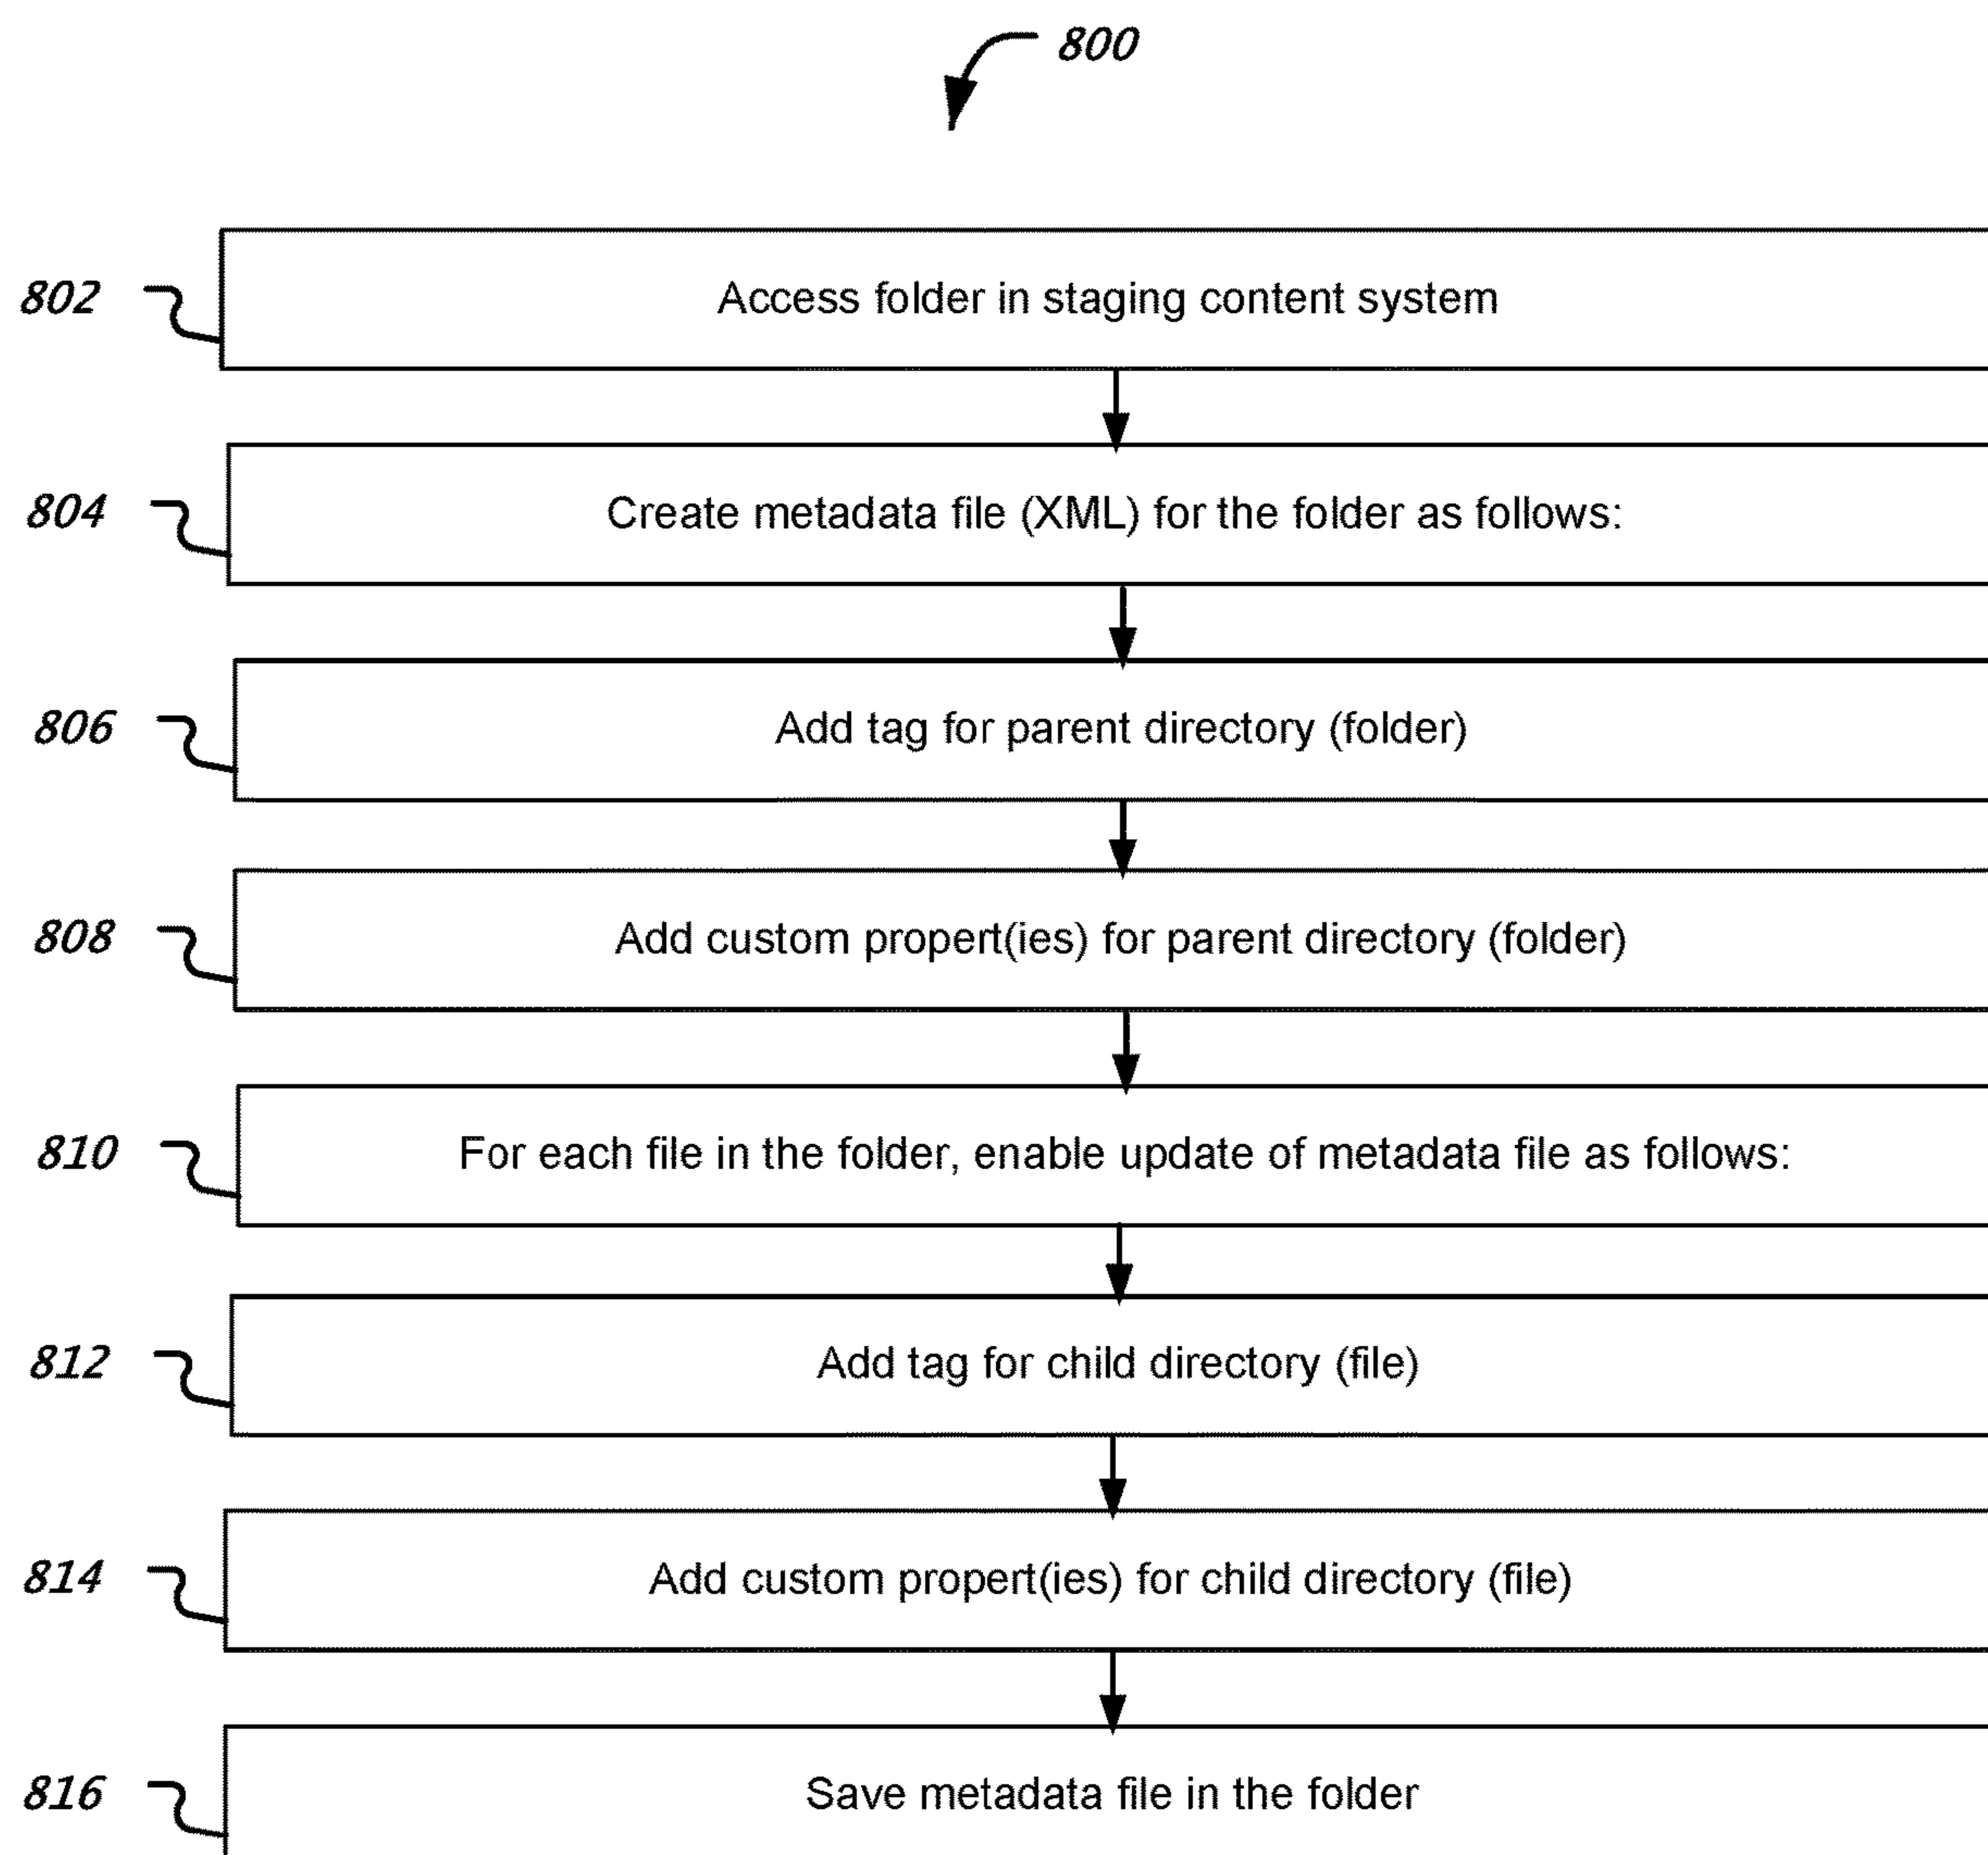 800
802 Access folder in staging content system
804 Create metadata file (XML) for the folder as follows:
806 Add tag for parent directory (folder)
808 Add custom propert(ies) for parent directory (folder)
810 For each file in the folder, enable update of metadata file as follows:
812 Add tag for child directory (file)
814 Add custom propert(ies) for child directory (file)
816 Save metadata file in the folder